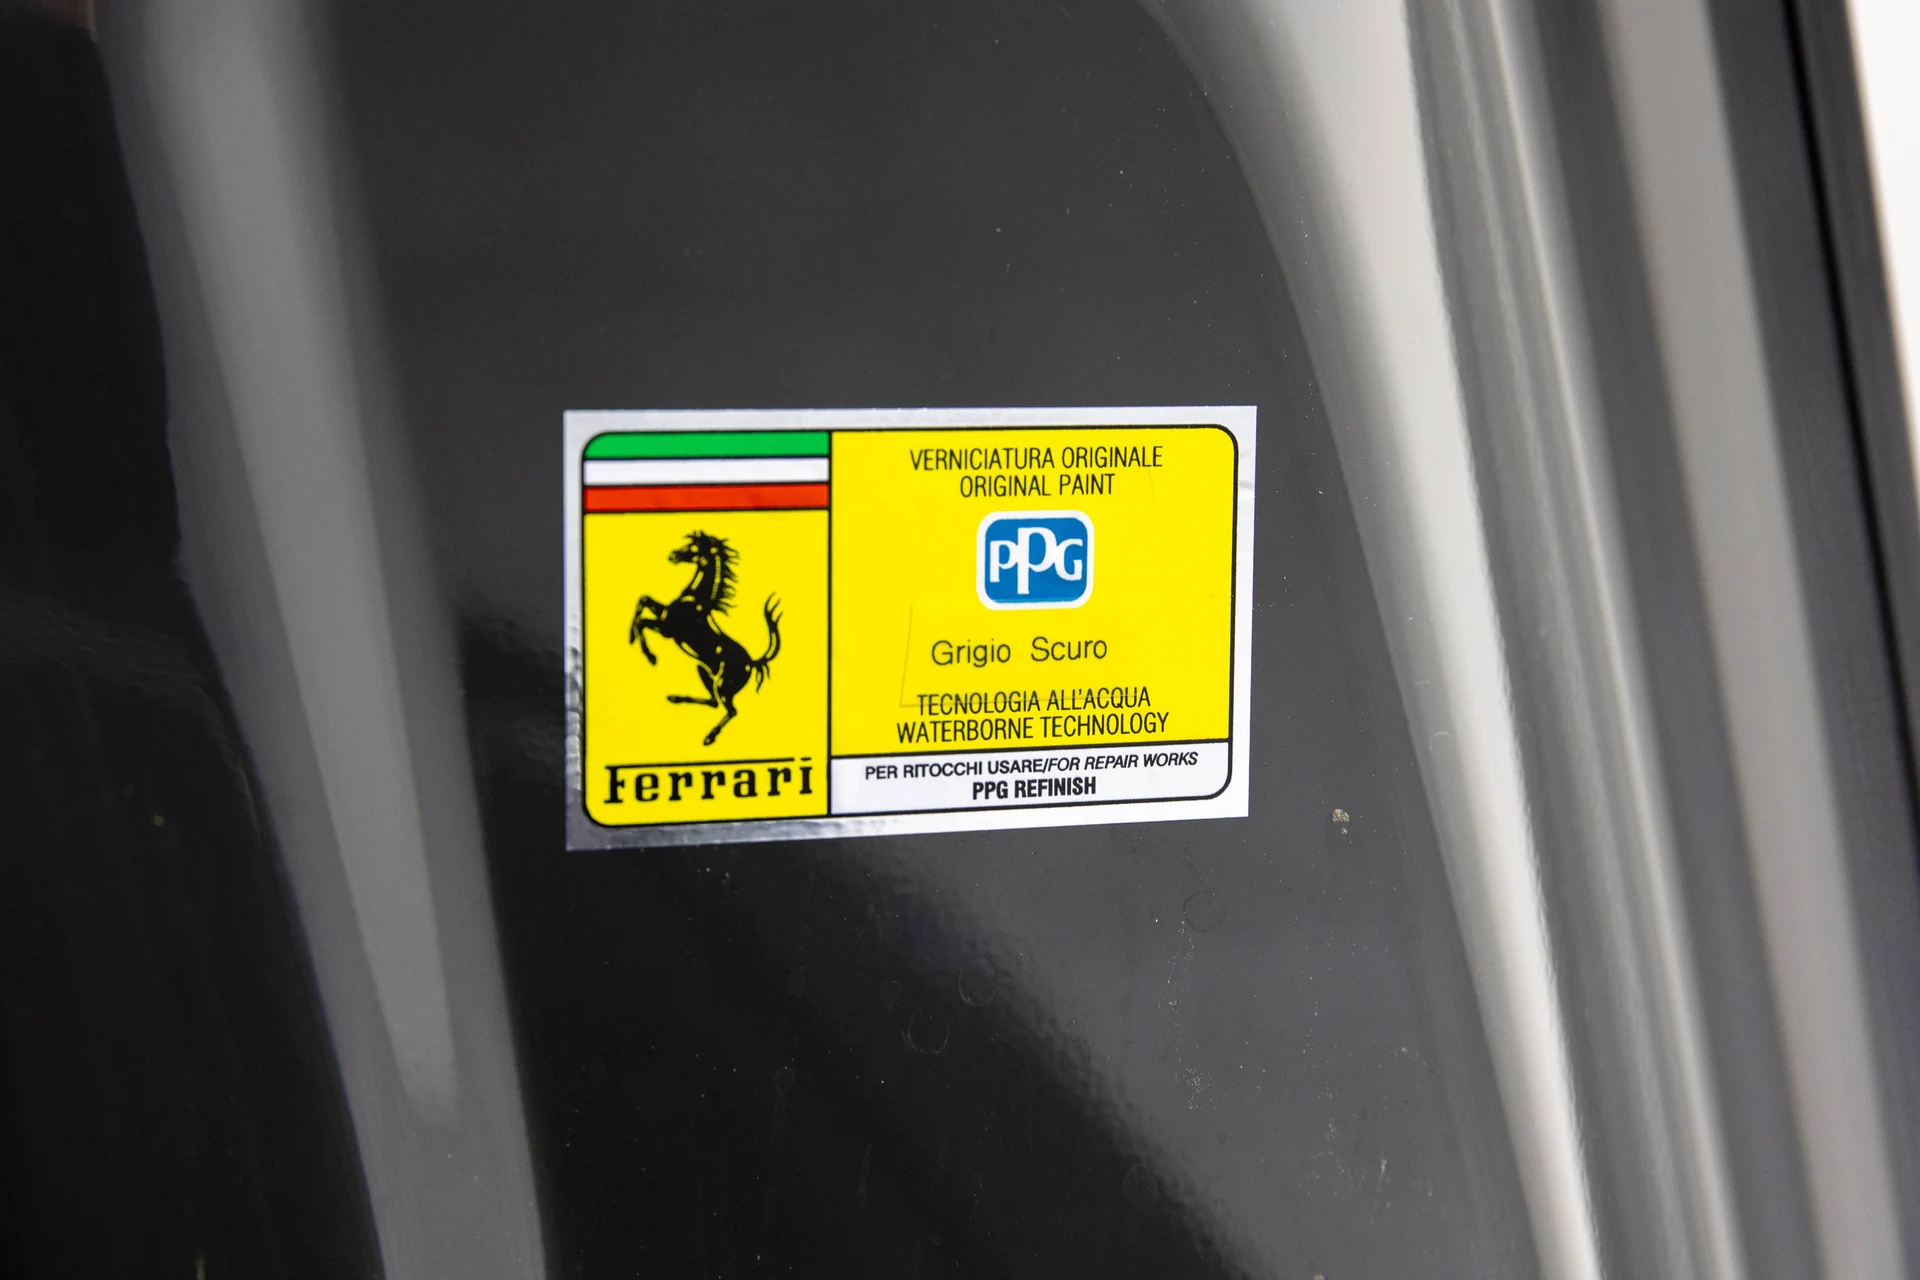 VERNICIATURA ORIGINALE
ORIGINAL PAINT
PPG
Grigio Scuro
TECNOLOGIA ALL'ACQUA
WATERBORNE TECHNOLOGY
PER RITOCCHI USARE/FOR REPAIR WORKS
PPG REFINISH
Ferrari